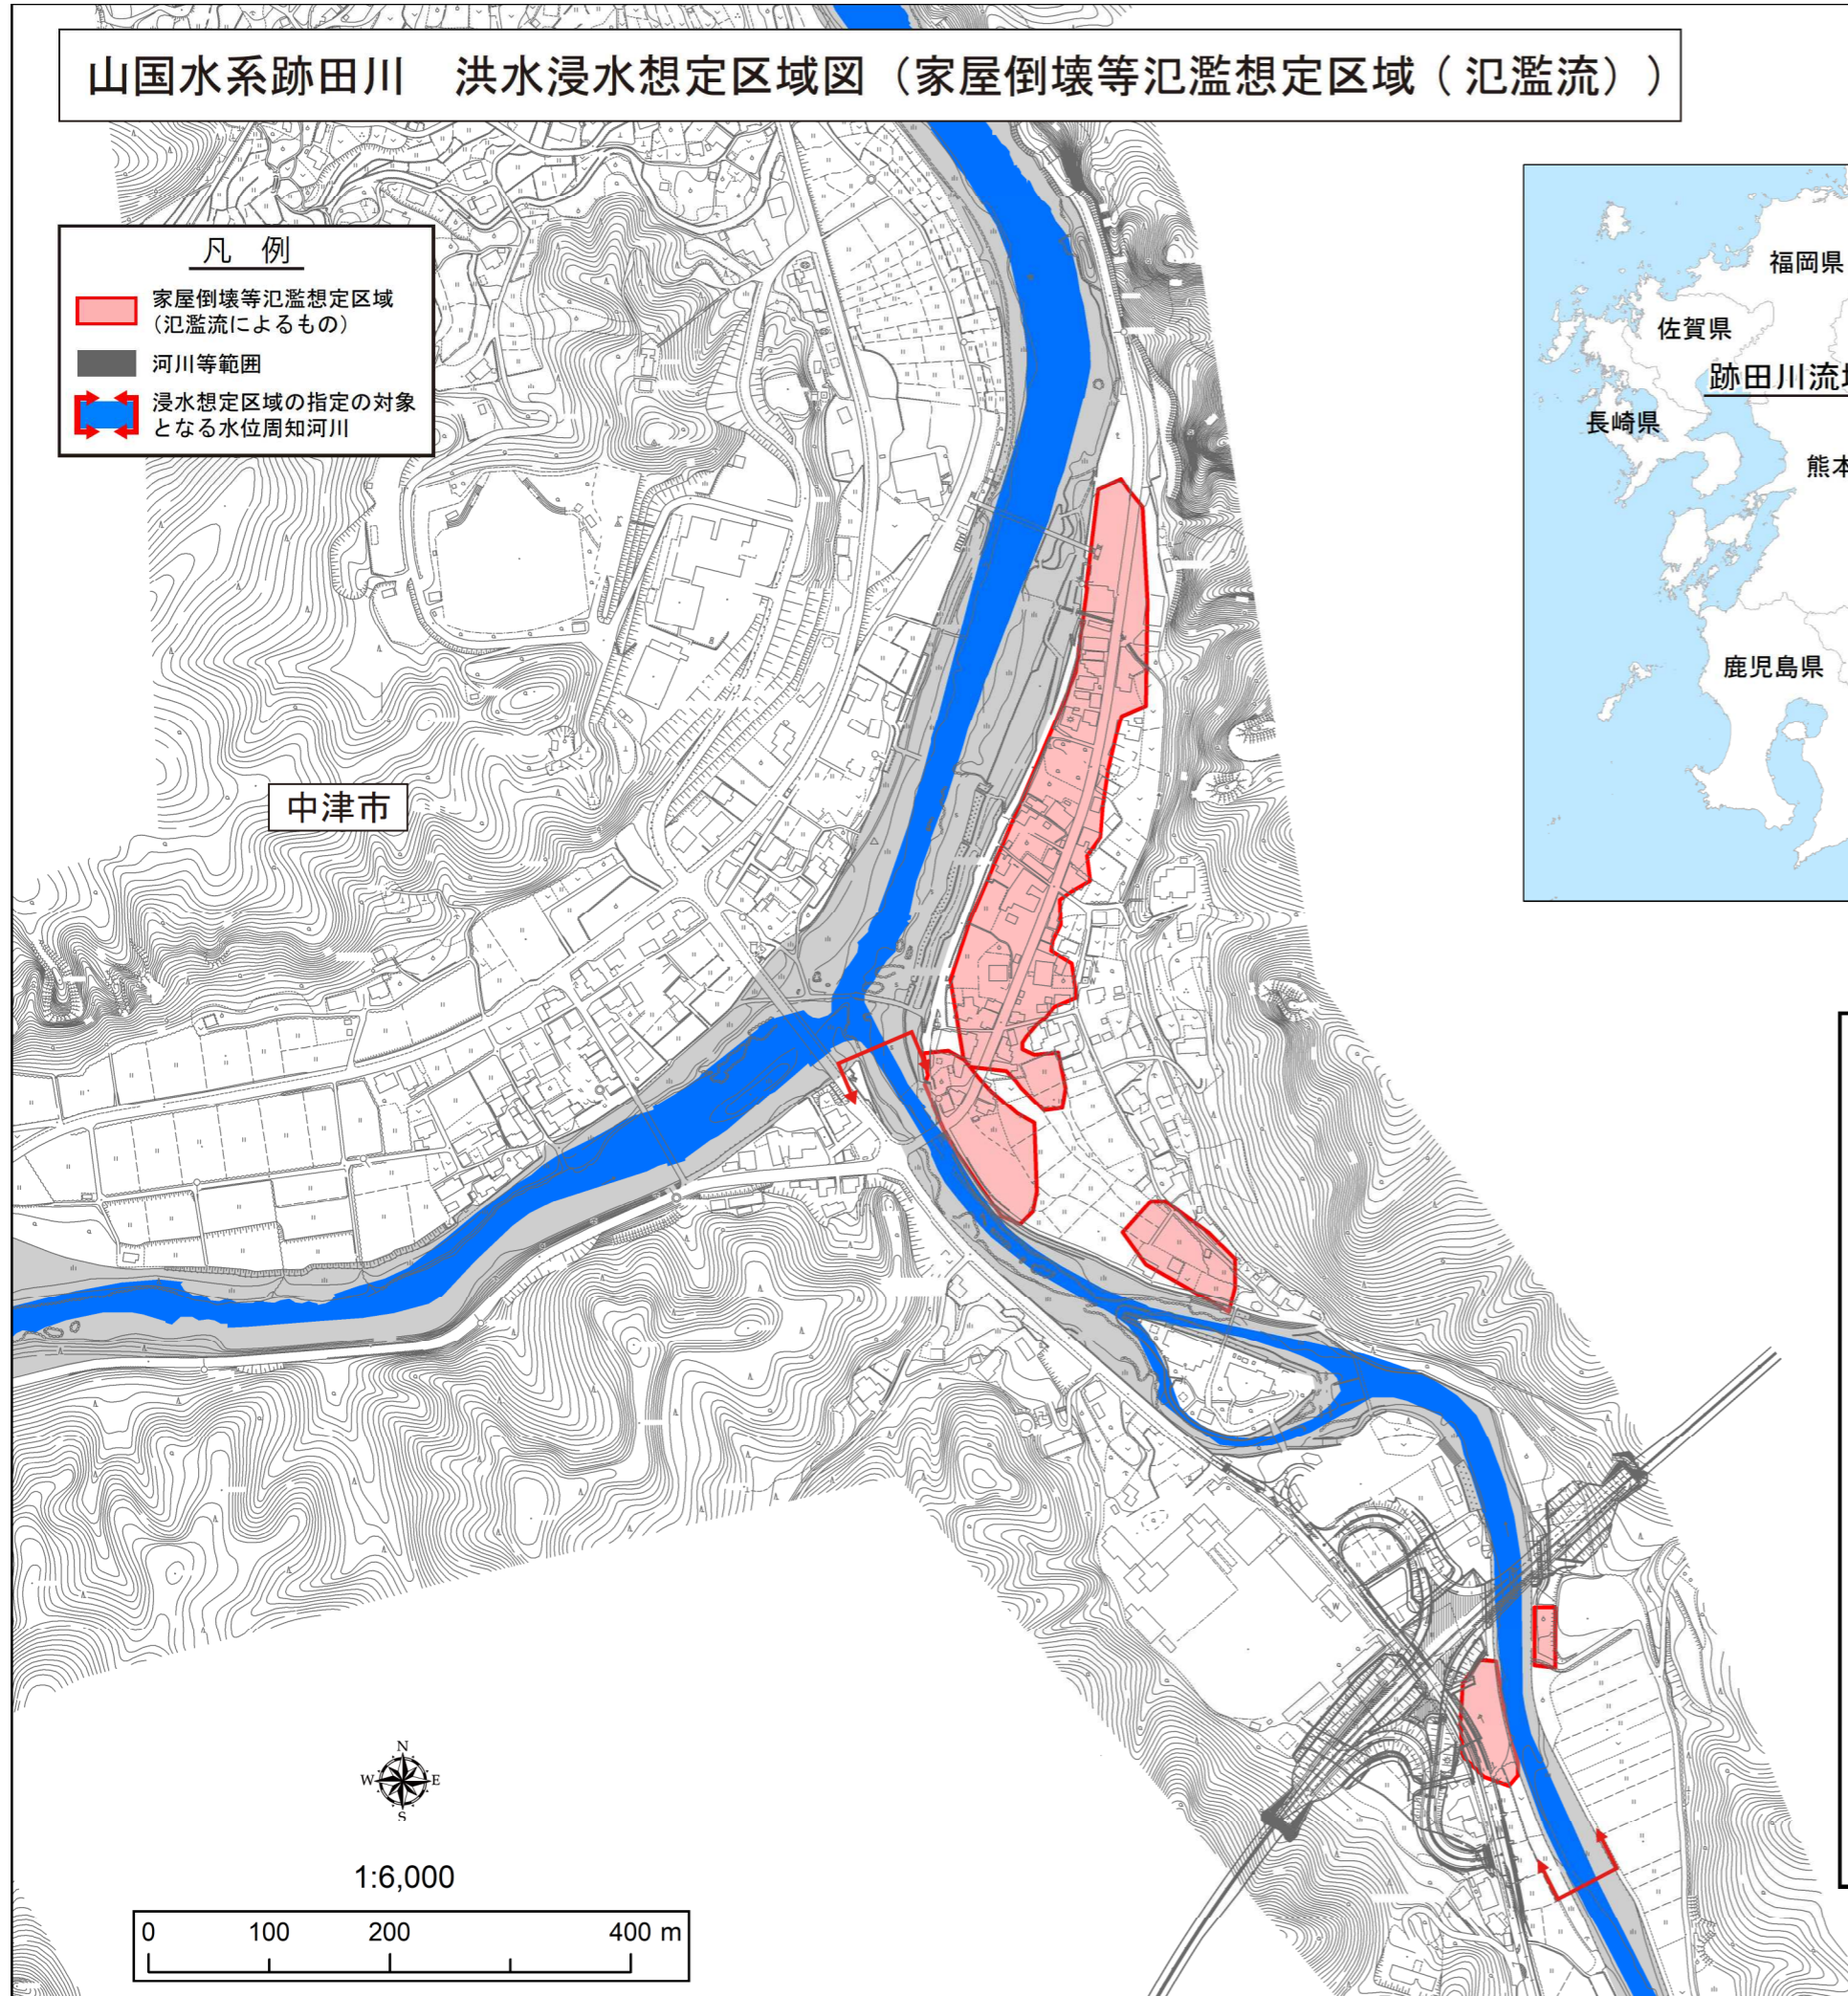 山国水系跡田川　洪水浸水想定区域図（家屋倒壊等氾濫想定区域（氾濫流））
凡　例
家屋倒壊等氾濫想定区域
（氾濫流によるもの）
河川等範囲
浸水想定区域の指定の対象
となる水位周知河川
福岡県
佐賀県
跡田川流
長崎県
熊本
鹿児島県
中津市
N
W E
S
1:6,000
0 100 200 400 m